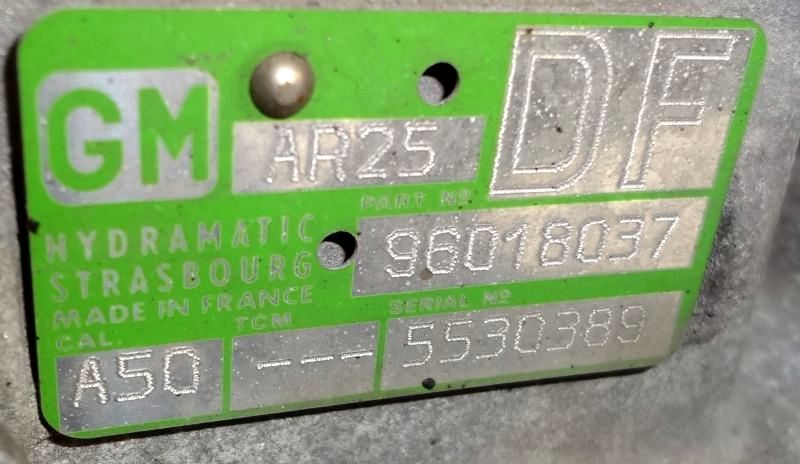 GM
AR25
DF
PART Nº
HYDRAMATIC
96018037
STRASBOURG
MADE IN FRANCE
CAL.
TCM
SERIAL Nº
A50
---
5530389